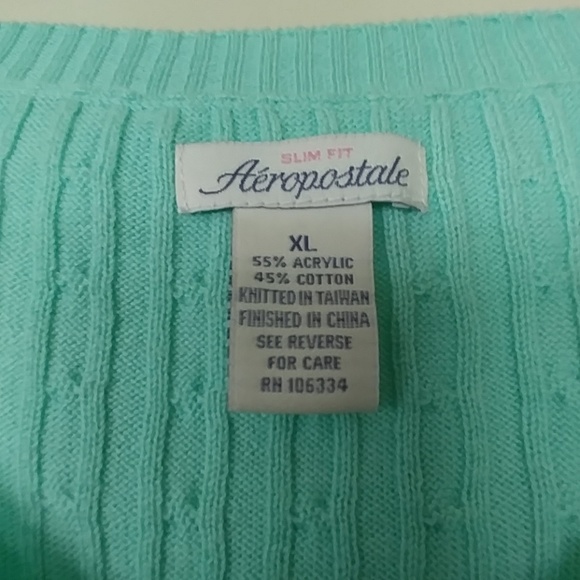 SLIM FIT
Aéropostale
XL
55% ACRYLIC
45% COTTON
KNITTED IN TAIWAN
FINISHED IN CHINA
SEE REVERSE
FOR CARE
RN 106334